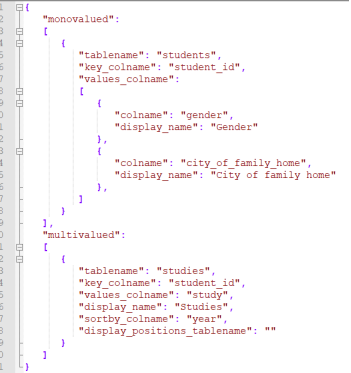 {
"monovalued":
[
{
"tablename": "students",
"key_colname": "student_id",
"values_colname":
[
{
"colname": "gender",
"display_name": "Gender"
},
{
"colname": "city_of_family_home",
"display_name": "City of family home"
},
]
}
],
"multivalued":
[
{
"tablename": "studies",
"key_colname": "student_id",
"values_colname": "study",
"display_name": "Studies",
"sortby_colname": "year",
"display_positions_tablename": ""
}
]
}